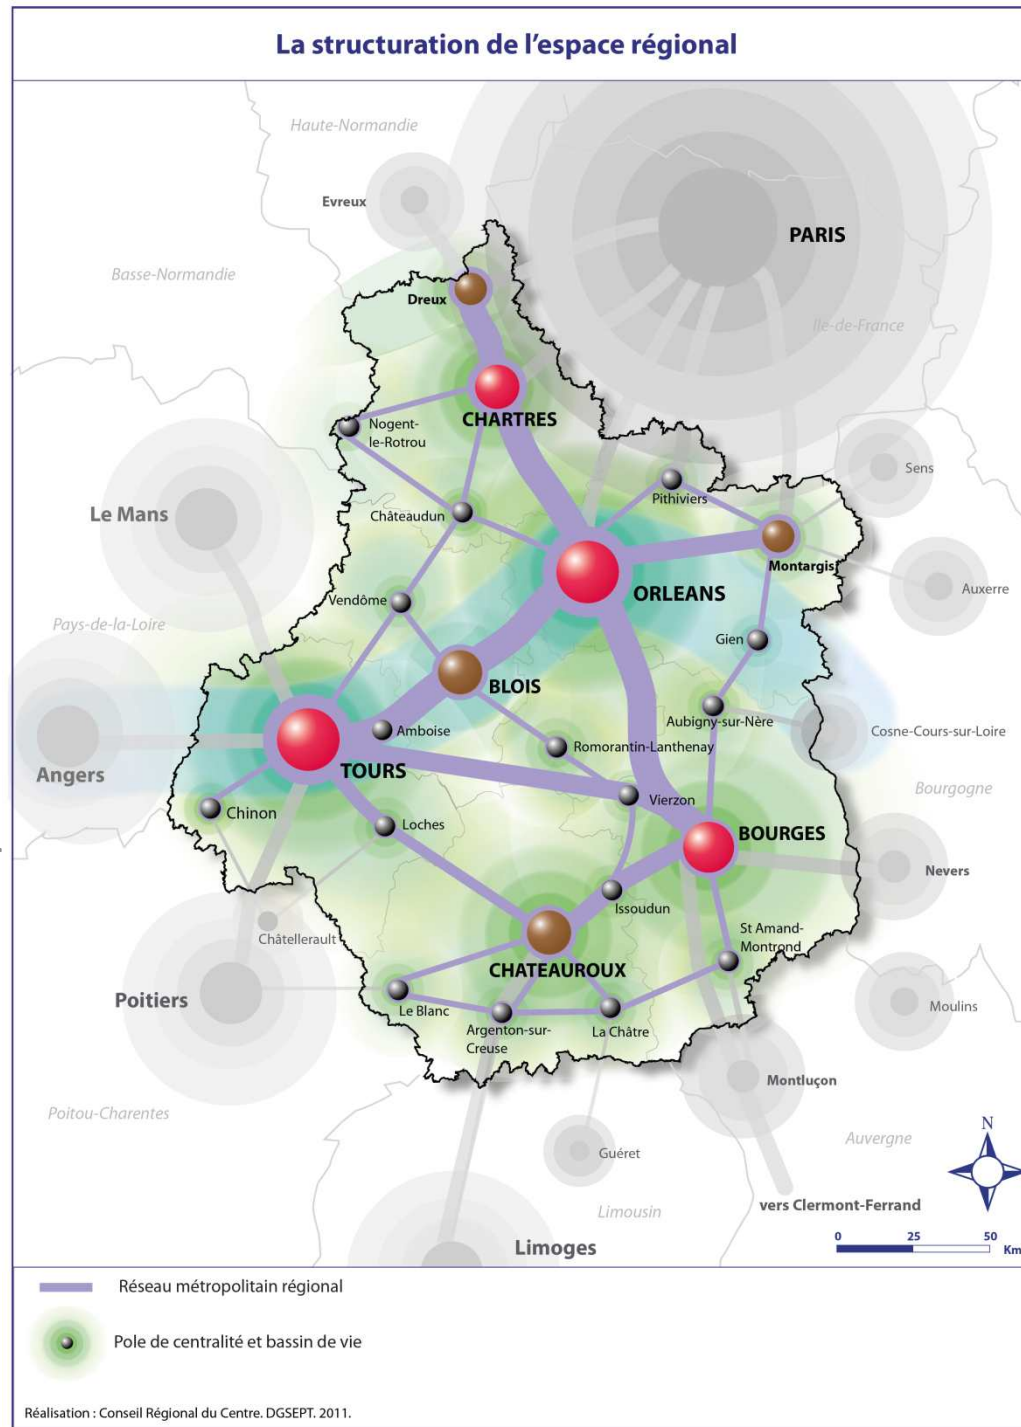 La structuration de l'espace régional
Haute-Normandie
Evreux
PARIS
Basse-Normandie
Dreux
Ile-de-France
CHARTRES
Nogent-
le-Rotrou
Sens
Pithiviers
Le Mans
Châteaudun
Montargis
Auxerre
ORLEANS
Vendôme
Pays-de-la-Loire
Gien
BLOIS
Aubigny-sur-Nère
Cosne-Cours-sur-Loire
Amboise
Romorantin-Lanthenay
Angers
TOURS
Bourgogne
Vierzon
Chinon
Loches
BOURGES
Nevers
Issoudun
St Amand-
Montrond
Châtellerault
CHATEAUROUX
Poitiers
Le Blanc
Argenton-sur-
Creuse
La Châtre
Moulins
Montluçon
Poitou-Charentes
Auvergne
N
Guéret
Limousin
vers Clermont-Ferrand
Limoges
0 25 50
Km
Réseau métropolitain régional
Pole de centralité et bassin de vie
Réalisation : Conseil Régional du Centre. DGSEPT. 2011.